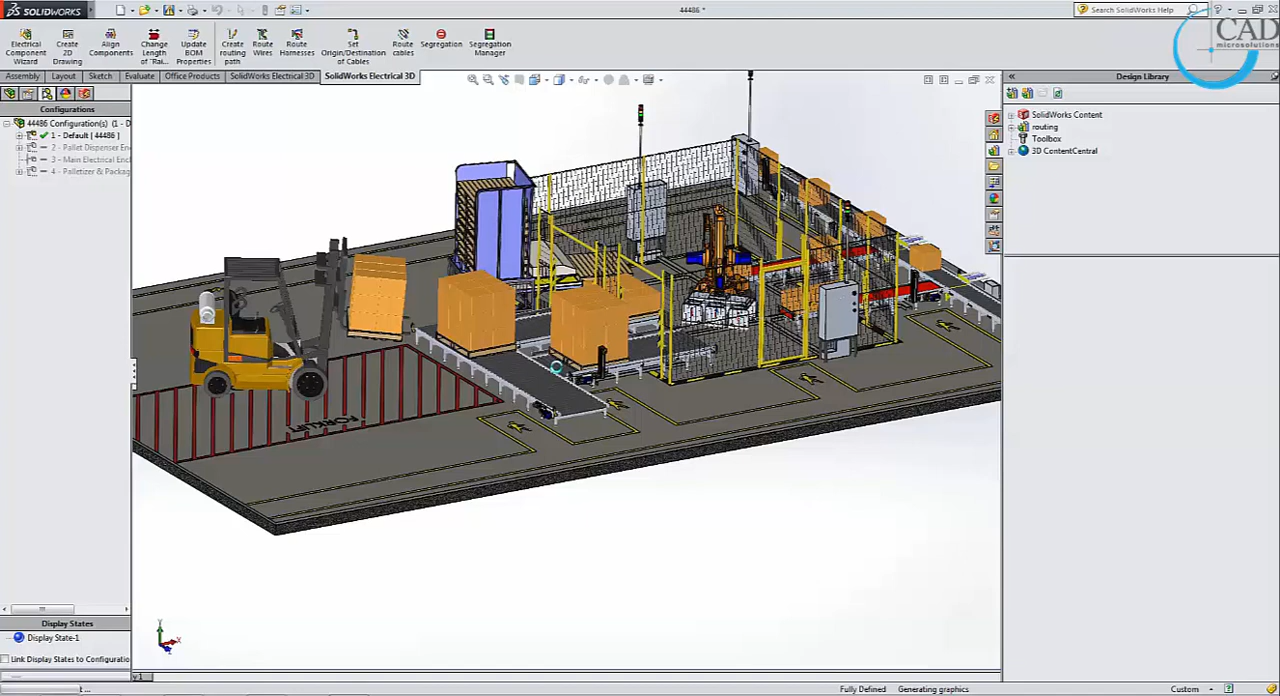 SOLIDWORKS
44486 *
Search SolidWorks Help
CAD
microsolutions
Electrical
Component
Wizard
Create
2D
Drawing
Align
Components
Change
Length
of 'Rai...
Update
BOM
Properties
Create
routing
path
Route
Wires
Route
Harnesses
Set
Origin/Destination
of Cables
Route
cables
Segregation
Segregation
Manager
Assembly
Layout
Sketch
Evaluate
Office Products
SolidWorks Electrical 3D
SolidWorks Electrical 3D
Configurations
44486 Configuration(s) (1 - D
1 - Default [ 44486 ]
2 - Pallet Dispenser En
3 - Main Electrical Encl
4 - Palletizer & Packag
Design Library
SolidWorks Content
routing
Toolbox
3D ContentCentral
FORKLIFT
Display States
Display State-1
Link Display States to Configuratio
Fully Defined
Generating graphics
Custom